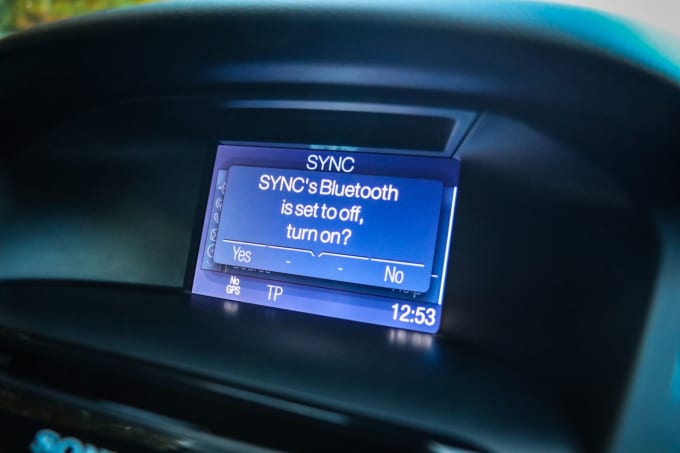 SYNC
SYNC's Bluetooth
is set to off,
turn on?
Yes - - No
No
GPS
TP
12:53